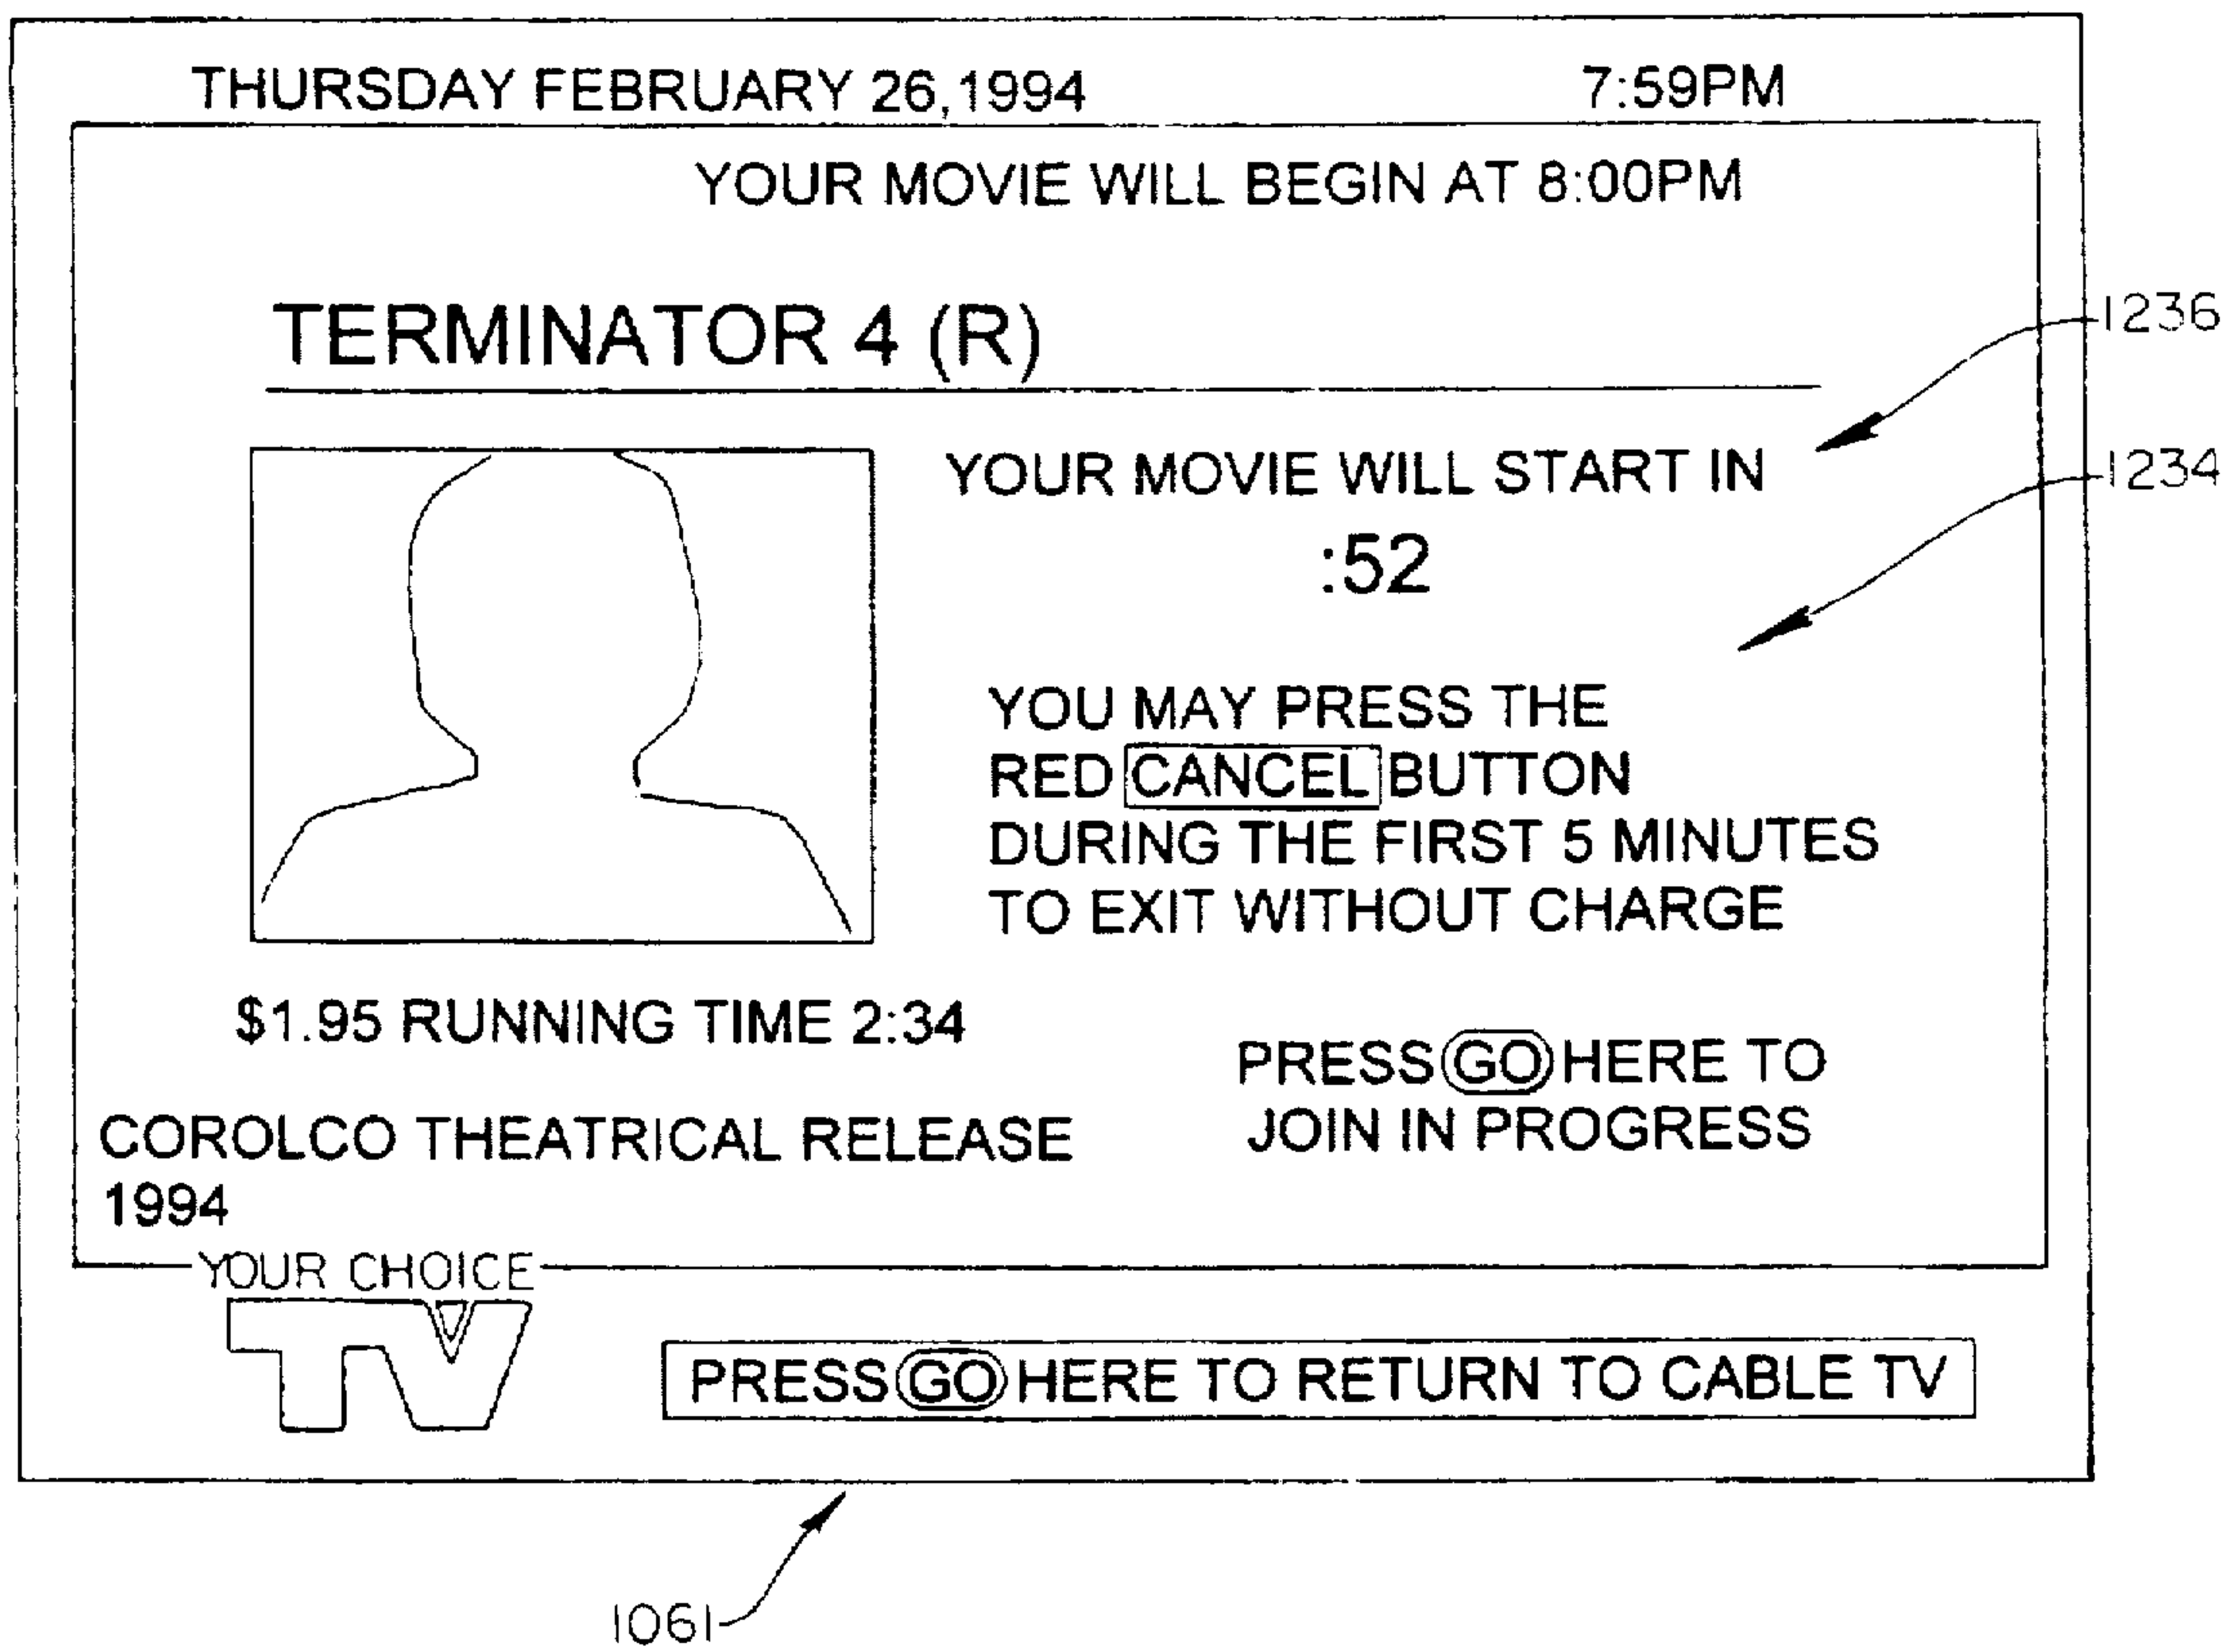 THURSDAY FEBRUARY 26,1994 7:59PM
YOUR MOVIE WILL BEGIN AT 8:00PM
TERMINATOR 4 (R)
1236
YOUR MOVIE WILL START IN
1234
:52
YOU MAY PRESS THE
RED CANCEL BUTTON
DURING THE FIRST 5 MINUTES
TO EXIT WITHOUT CHARGE
$1.95 RUNNING TIME 2:34
PRESS GO HERE TO
JOIN IN PROGRESS
COROLCO THEATRICAL RELEASE
1994
YOUR CHOICE
TV
PRESS GO HERE TO RETURN TO CABLE TV
1061